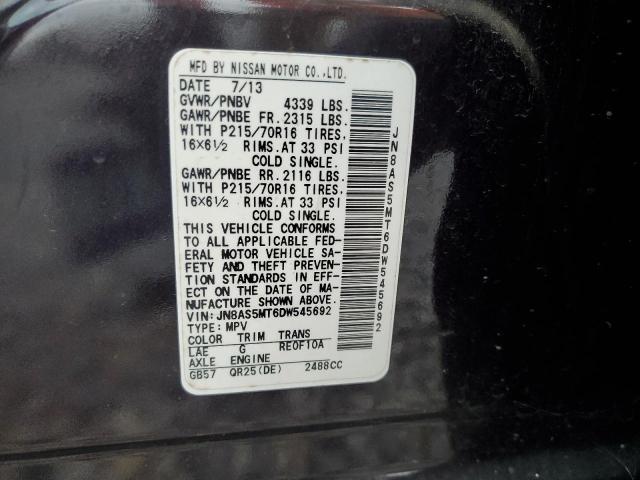 MFD BY NISSAN MOTOR CO.,LTD.
DATE 7/13
GVWR/PNBV 4339 LBS.
GAWR/PNBE FR. 2315 LBS.
WITH P215/70R16 TIRES,
16×6½ RIMS.AT 33 PSI
COLD SINGLE.
GAWR/PNBE RR. 2116 LBS.
WITH P215/70R16 TIRES,
16×6½ RIMS.AT 33 PSI
COLD SINGLE.
THIS VEHICLE CONFORMS
TO ALL APPLICABLE FED-
ERAL MOTOR VEHICLE SA-
FETY AND THEFT PREVEN-
TION STANDARDS IN EFF-
ECT ON THE DATE OF MA-
NUFACTURE SHOWN ABOVE.
VIN: JN8AS5MT6DW545692
TYPE: MPV
COLOR TRIM TRANS
LAE G RE0F10A
AXLE ENGINE
GB57 QR25(DE) 2488CC
JN8AS5MT6DW545692